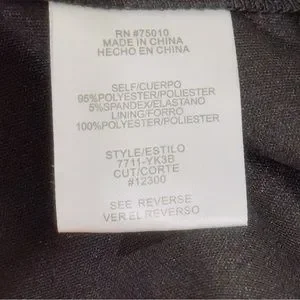 RN #75010
MADE IN CHINA
HECHO EN CHINA
SELF/CUERPO
95%POLYESTER/POLIESTER
5%SPANDEX/ELASTANO
LINING/FORRO
100%POLYESTER/POLIESTER
STYLE/ESTILO
7711-YK3B
CUT/CORTE
#12300
SEE REVERSE
VER EL REVERSO